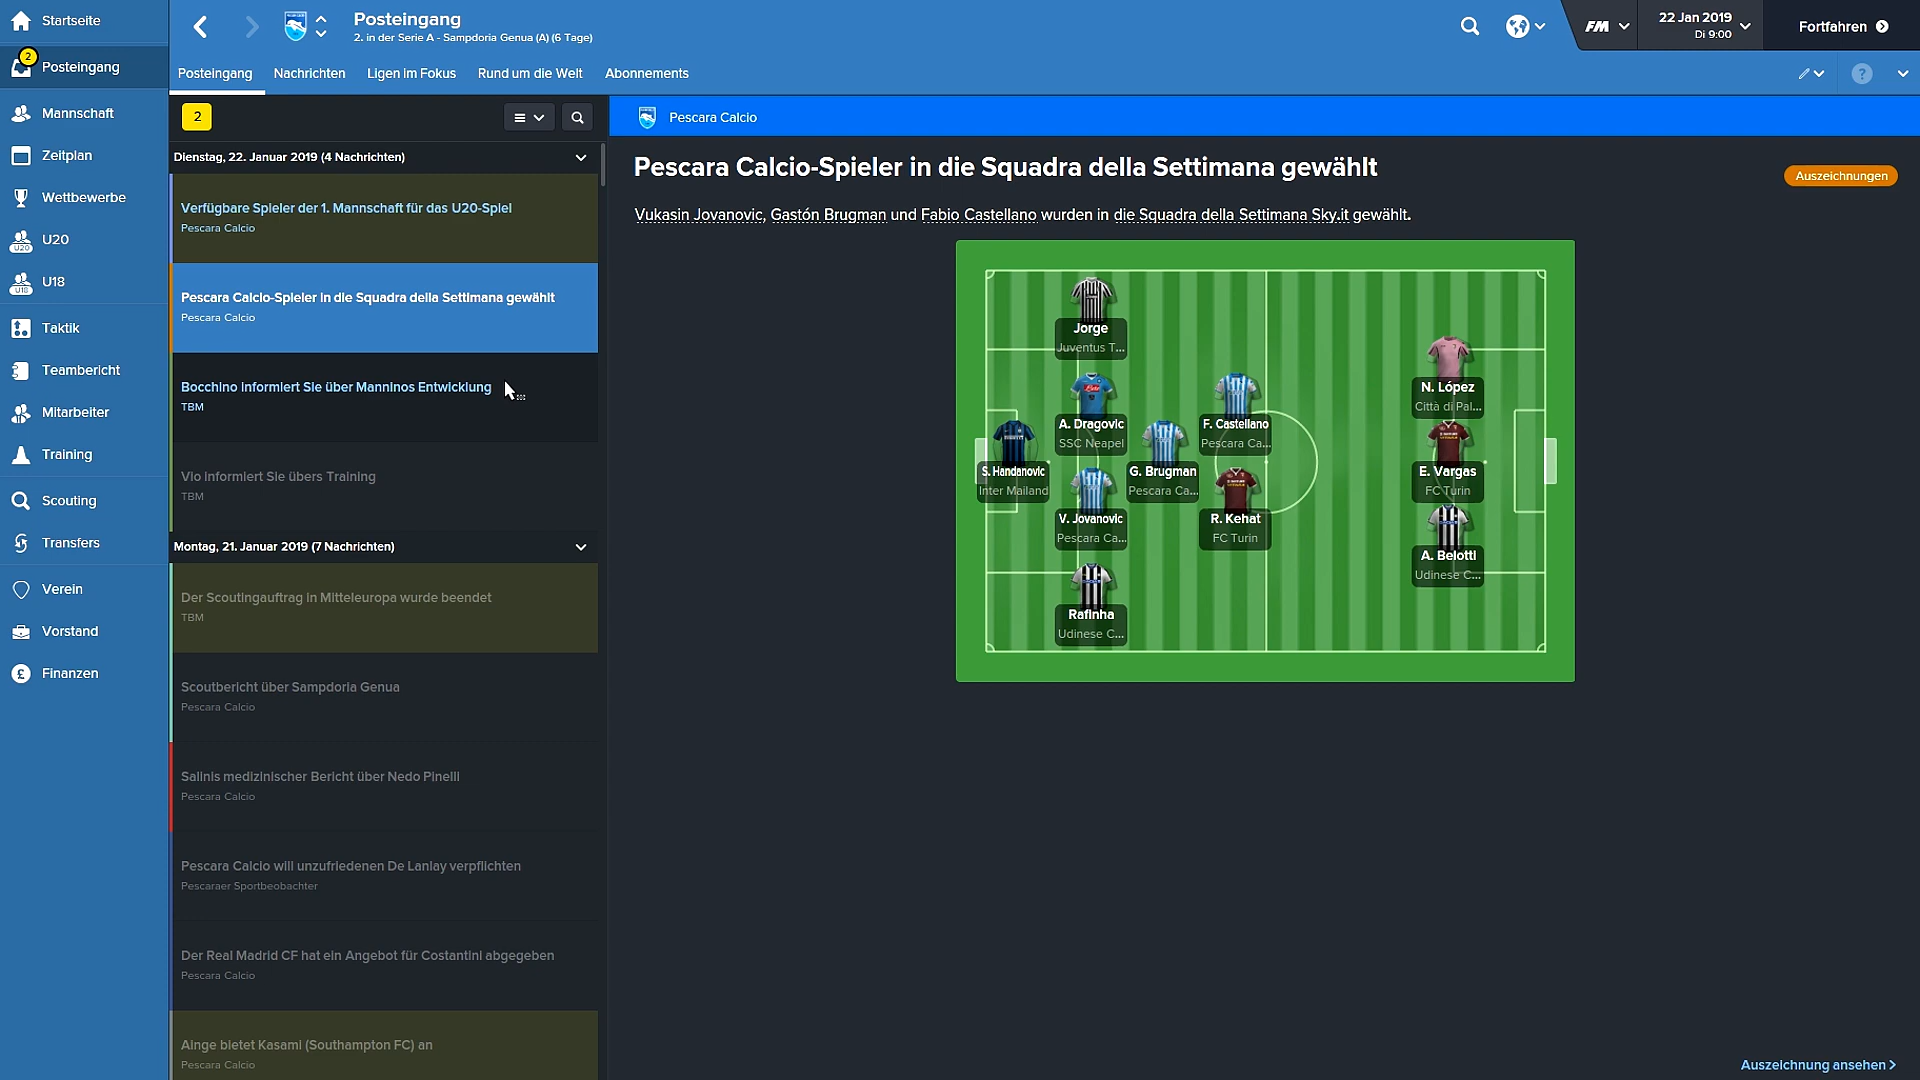 Startseite
2
Posteingang
Mannschaft
Zeitplan
Wettbewerbe
U20
U20
U18
U18
Taktik
Teambericht
Mitarbeiter
Training
Scouting
Transfers
Verein
Vorstand
Finanzen
Posteingang
2. in der Serie A - Sampdoria Genua (A) (6 Tage)
FM
22 Jan 2019
Di 9:00
Fortfahren
Posteingang
Nachrichten
Ligen im Fokus
Rund um die Welt
Abonnements
?
2
Dienstag, 22. Januar 2019 (4 Nachrichten)
Verfügbare Spieler der 1. Mannschaft für das U20-Spiel
Pescara Calcio
Pescara Calcio-Spieler in die Squadra della Settimana gewählt
Pescara Calcio
Bocchino informiert Sie über Manninos Entwicklung
TBM
Vio informiert Sie übers Training
TBM
Montag, 21. Januar 2019 (7 Nachrichten)
Der Scoutingauftrag in Mitteleuropa wurde beendet
TBM
Scoutbericht über Sampdoria Genua
Pescara Calcio
Salinis medizinischer Bericht über Nedo Pinelli
Pescara Calcio
Pescara Calcio will unzufriedenen De Lanlay verpflichten
Pescaraer Sportbeobachter
Der Real Madrid CF hat ein Angebot für Costantini abgegeben
Pescara Calcio
Ainge bietet Kasami (Southampton FC) an
Pescara Calcio
Pescara Calcio
Pescara Calcio-Spieler in die Squadra della Settimana gewählt
Auszeichnungen
Vukasin Jovanovic, Gastón Brugman und Fabio Castellano wurden in die Squadra della Settimana Sky.it gewählt.
Jorge
Juventus T...
N. López
Città di Pal...
A. Dragovic
SSC Neapel
F. Castellano
Pescara Ca...
S. Handanovic
Inter Mailand
G. Brugman
Pescara Ca...
E. Vargas
FC Turin
V. Jovanovic
Pescara Ca...
R. Kehat
FC Turin
A. Belotti
Udinese C...
Rafinha
Udinese C...
Auszeichnung ansehen >